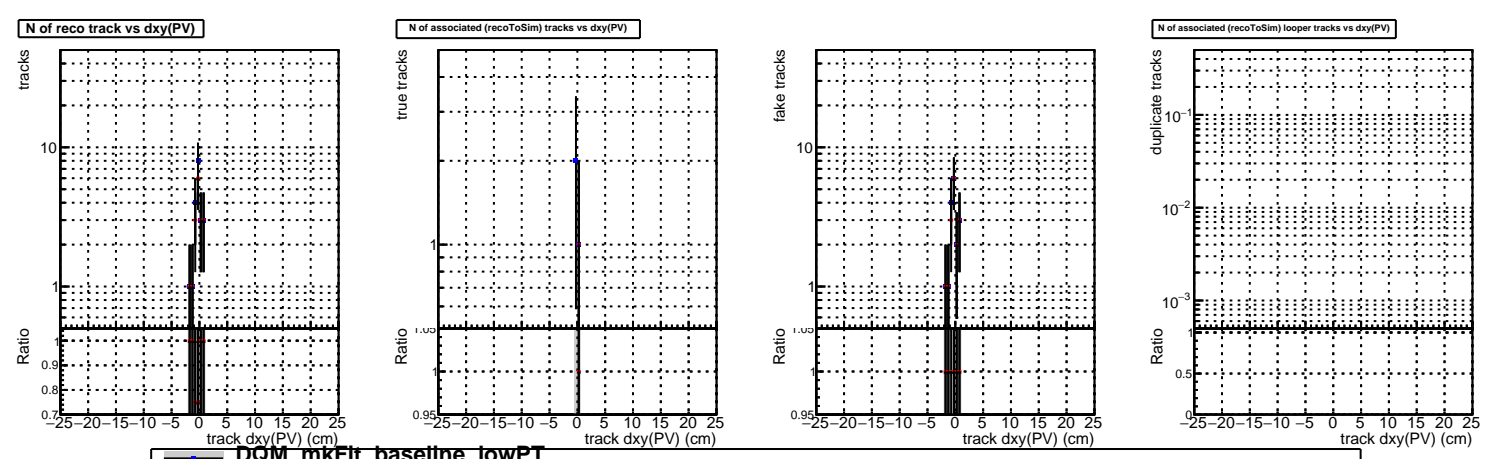 N of reco track vs dxy(PV)
tracks
10
1
Ratio
1
0.9
0.8
0.7
−25 −20 −15 −10 −5 0 5 10 15 20 25
track dxy(PV) (cm)
N of associated (recoToSim) tracks vs dxy(PV)
true tracks
1
Ratio
1.05
1
0.95
−25 −20 −15 −10 −5 0 5 10 15 20 25
track dxy(PV) (cm)
fake tracks
10
1
Ratio
1.05
1
0.95
−25 −20 −15 −10 −5 0 5 10 15 20 25
track dxy(PV) (cm)
N of associated (recoToSim) looper tracks vs dxy(PV)
duplicate tracks
10−1
10−2
10−3
Ratio
1
0.5
0
−25 −20 −15 −10 −5 0 5 10 15 20 25
track dxy(PV) (cm)
DQM_mkFit_baseline_lowPT